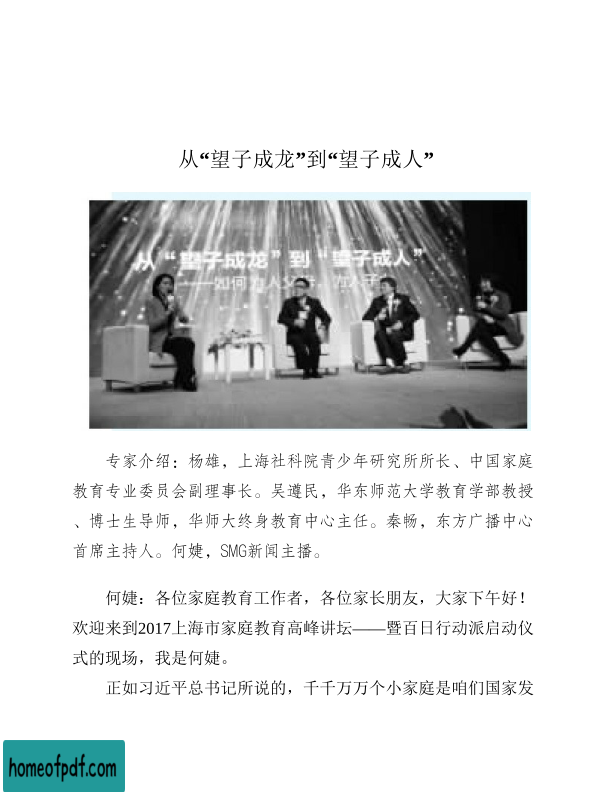 从“望子成龙”到“望子成人”
从“望子成龙”到“望子成人”
——如何为人父母
专家介绍：杨雄，上海社科院青少年研究所所长、中国家庭
教育专业委员会副理事长。吴遵民，华东师范大学教育学部教授
、博士生导师，华师大终身教育中心主任。秦畅，东方广播中心
首席主持人。何婕，SMG新闻主播。
何婕：各位家庭教育工作者，各位家长朋友，大家下午好！
欢迎来到2017上海市家庭教育高峰讲坛——暨百日行动派启动仪
式的现场，我是何婕。
正如习近平总书记所说的，千千万万个小家庭是咱们国家发
homeofpdf.com